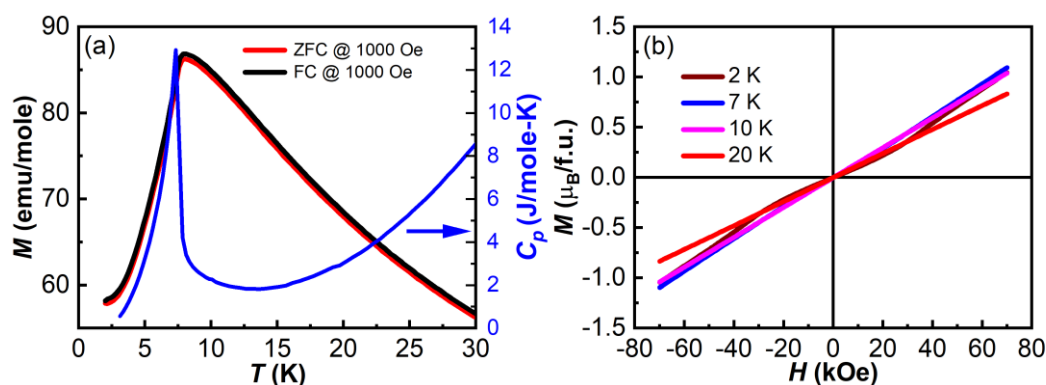 (a)
ZFC @ 1000 Oe
FC @ 1000 Oe
M (emu/mole)
90
80
70
60
0
5
10
15
20
25
30
T (K)
14
12
10
8
6
4
2
0
C_p (J/mole-K)
(b)
2 K
7 K
10 K
20 K
M (μ_B/f.u.)
1.5
1.0
0.5
0.0
-0.5
-1.0
-1.5
-80 -60 -40 -20 0 20 40 60 80
H (kOe)